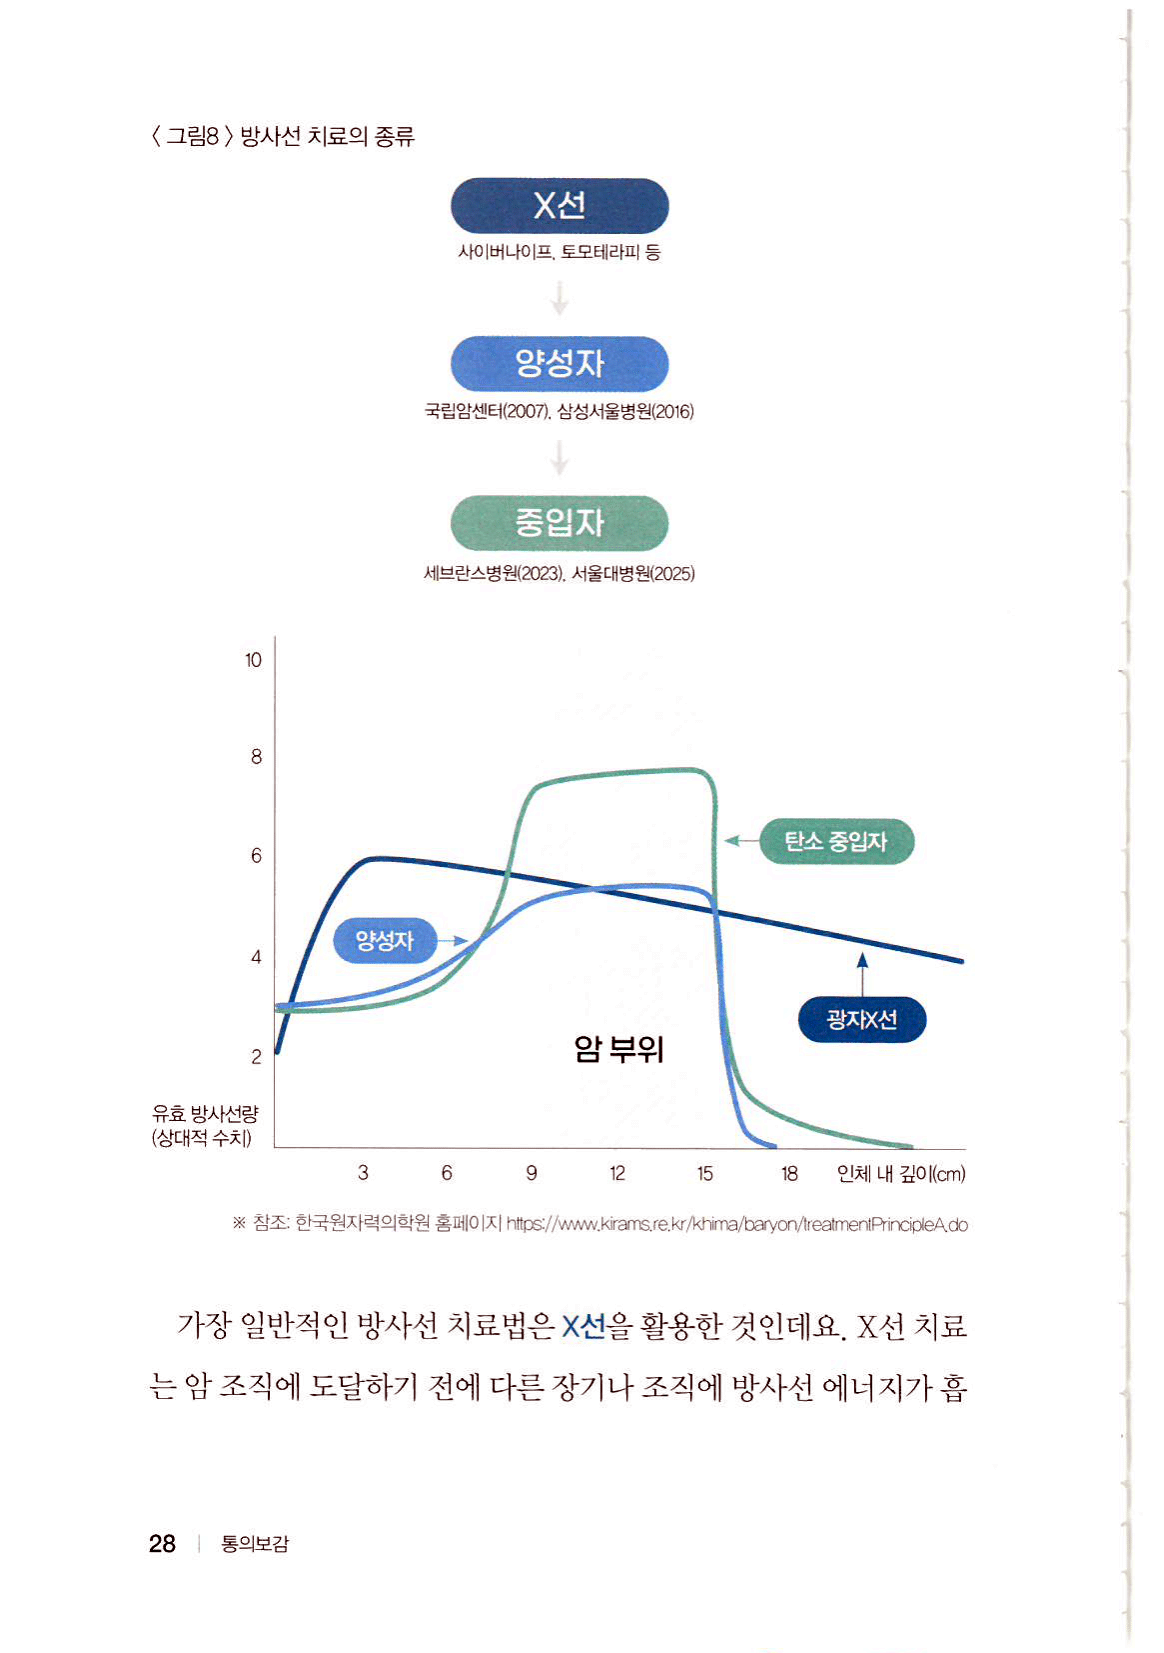 〈 그림8 〉 방사선 치료의 종류
X선
사이버나이프, 토모테라피 등
양성자
국립암센터(2007), 삼성서울병원(2016)
중입자
세브란스병원(2023), 서울대병원(2025)
10
8
6
4
2
탄소 중입자
양성자
광자X선
암 부위
유효 방사선량
(상대적 수치)
3 6 9 12 15 18 인체 내 깊이(cm)
※ 참조: 한국원자력의학원 홈페이지 https://www.kirams.re.kr/khima/baryon/treatmentPrincipleA.do
가장 일반적인 방사선 치료법은 X선을 활용한 것인데요. X선 치료
는 암 조직에 도달하기 전에 다른 장기나 조직에 방사선 에너지가 흡
28 | 통의보감